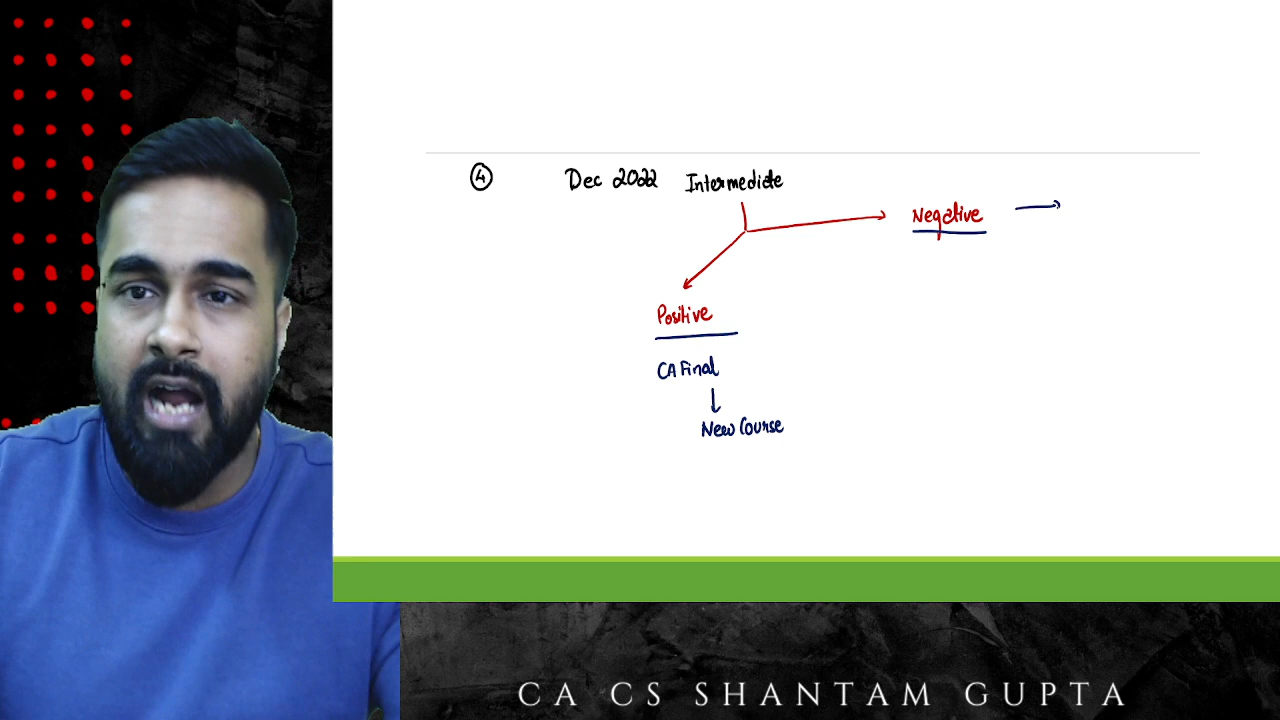 ④ Dec 2022 Intermediate
Negative
Positive
CA Final
New Course
CA CS SHANTAM GUPTA